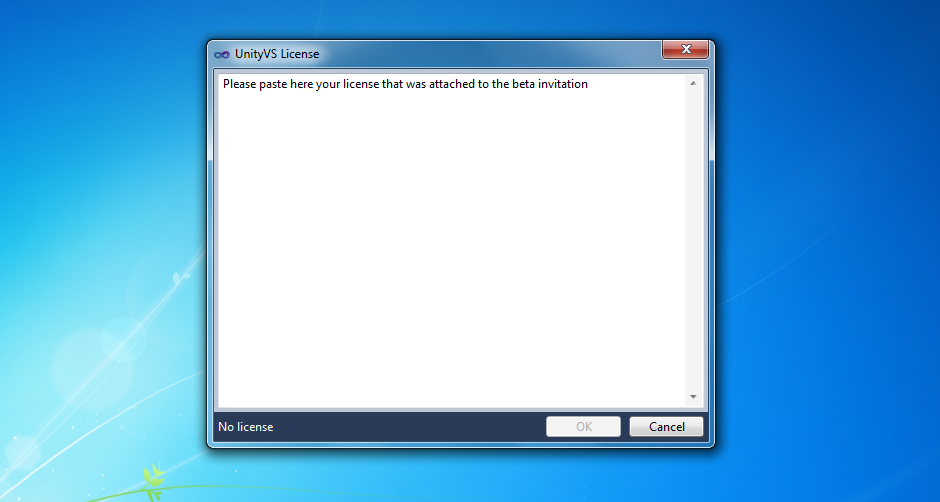 UnityVS License
Please paste here your license that was attached to the beta invitation
No license
OK
Cancel